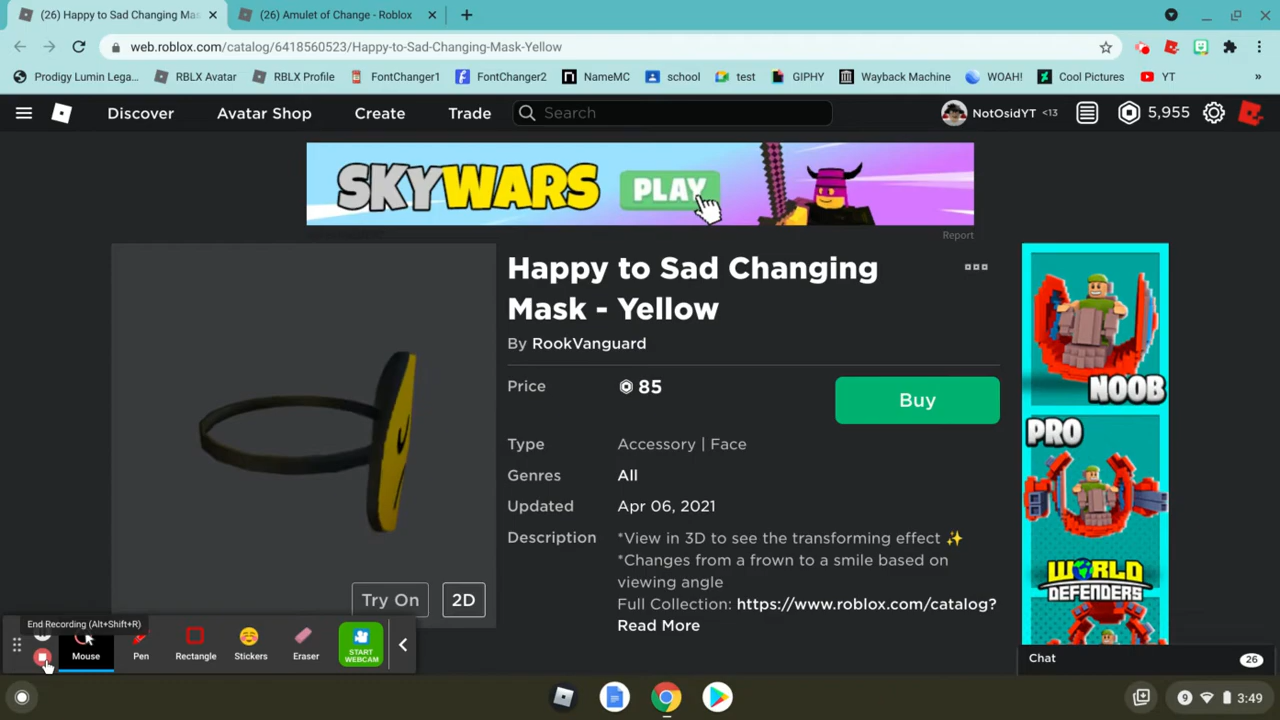 (26) Happy to Sad Changing Mas
(26) Amulet of Change - Roblox
web.roblox.com/catalog/6418560523/Happy-to-Sad-Changing-Mask-Yellow
Prodigy Lumin Lega... RBLX Avatar RBLX Profile FontChanger1 FontChanger2 NameMC school test GIPHY Wayback Machine WOAH! Cool Pictures YT »
Discover Avatar Shop Create Trade Search NotOsidYT <13 5,955
SKYWARS PLAY
Report
Happy to Sad Changing
Mask - Yellow
By RookVanguard
Price 85 Buy
Type Accessory | Face
Genres All
Updated Apr 06, 2021
Description *View in 3D to see the transforming effect ✨
*Changes from a frown to a smile based on
viewing angle
Full Collection: https://www.roblox.com/catalog?
Read More
Try On 2D
NOOB
PRO
WORLD
DEFENDERS
End Recording (Alt+Shift+R)
Mouse Pen Rectangle Stickers Eraser START
WEBCAM
Chat 26
9 3:49